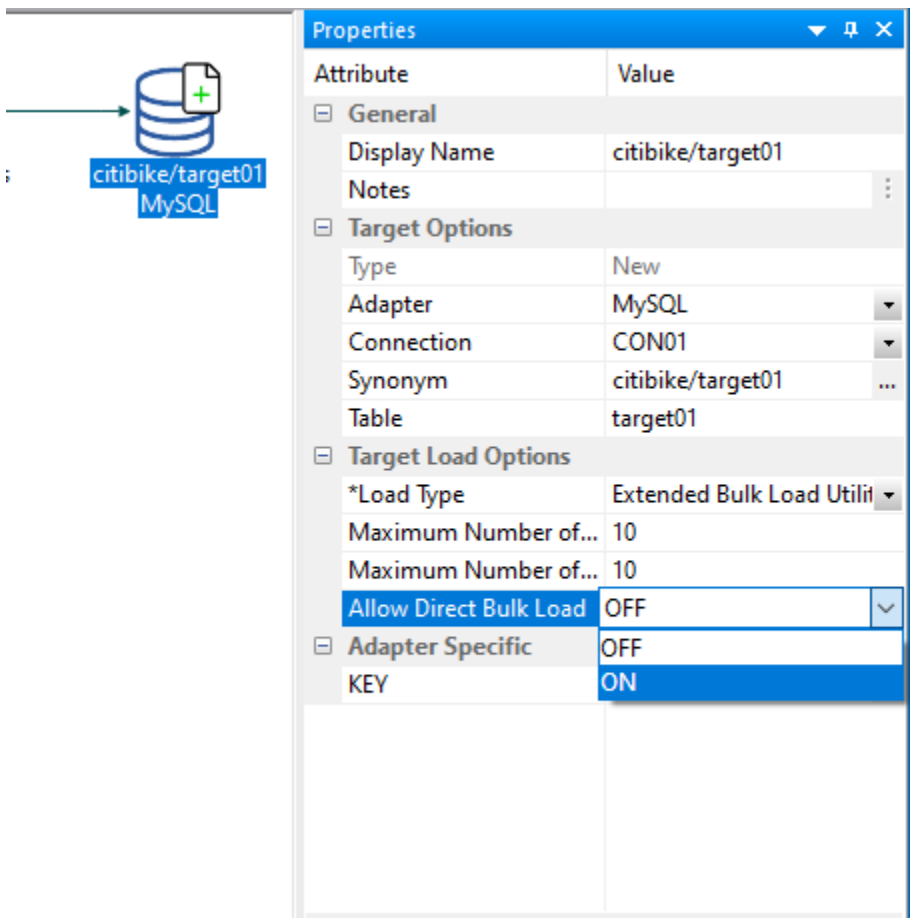 Properties
Attribute Value
General
Display Name citibike/target01
Notes
Target Options
Type New
Adapter MySQL
Connection CON01
Synonym citibike/target01 ...
Table target01
Target Load Options
*Load Type Extended Bulk Load Utilit
Maximum Number of... 10
Maximum Number of... 10
Allow Direct Bulk Load OFF
OFF
ON
Adapter Specific
KEY
citibike/target01
MySQL